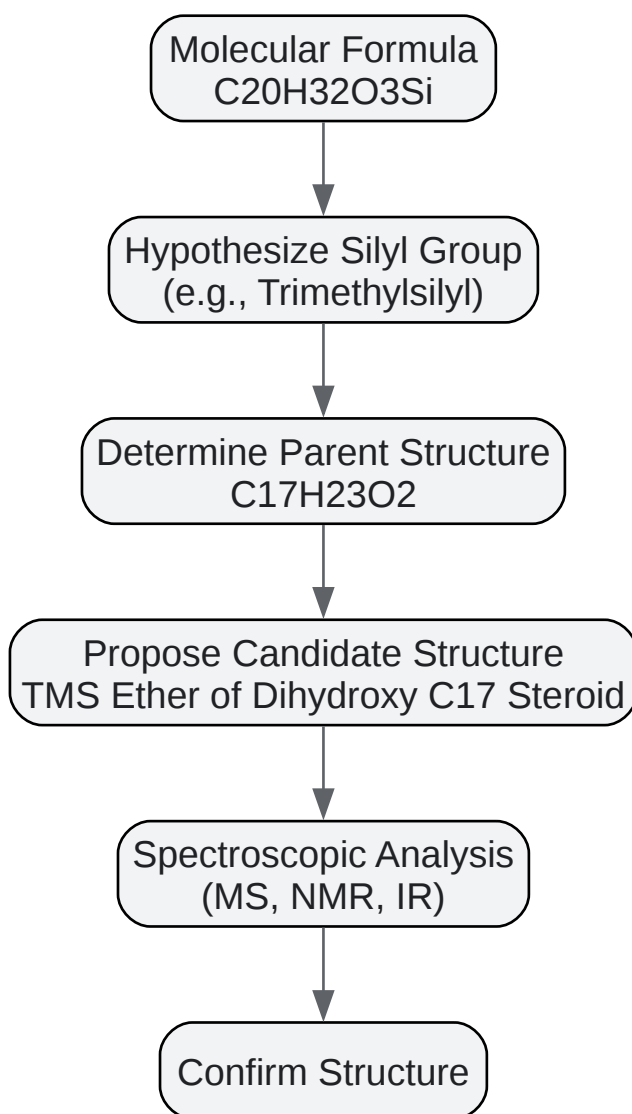 Molecular Formula
C20H32O3Si
Hypothesize Silyl Group
(e.g., Trimethylsilyl)
Determine Parent Structure
C17H23O2
Propose Candidate Structure
TMS Ether of Dihydroxy C17 Steroid
Spectroscopic Analysis
(MS, NMR, IR)
Confirm Structure